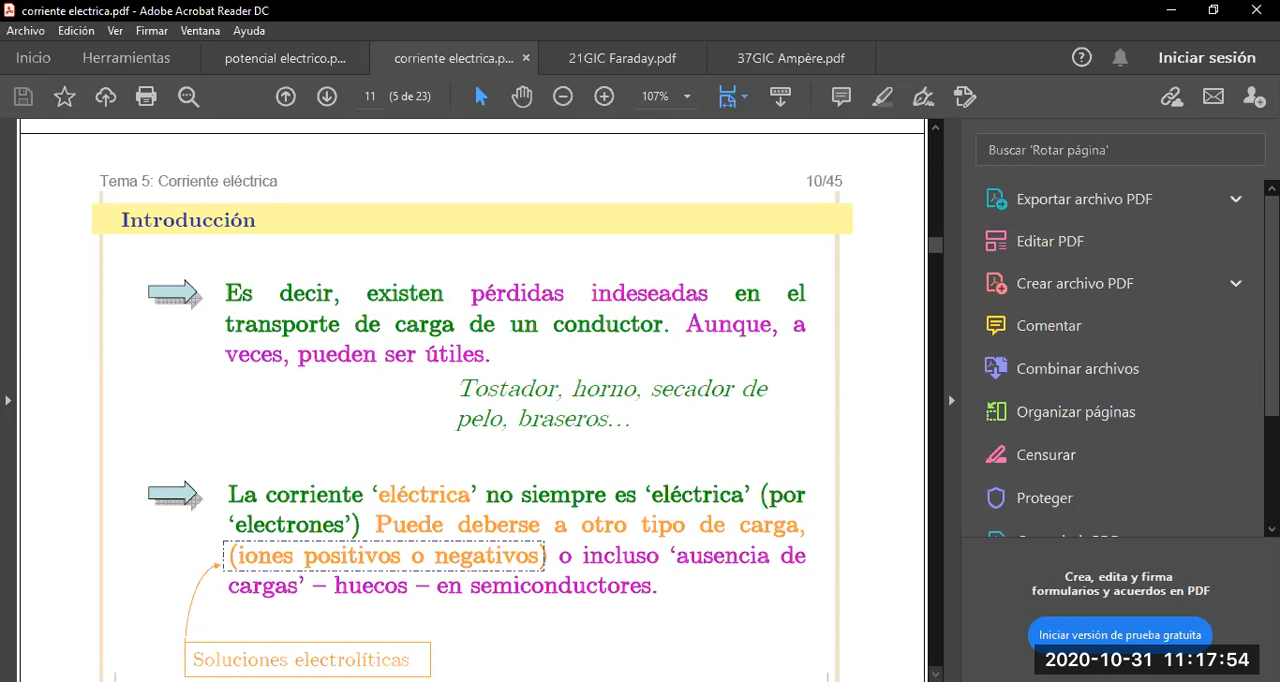 corriente electrica.pdf - Adobe Acrobat Reader DC
Archivo Edición Ver Firmar Ventana Ayuda
Inicio Herramientas potencial electrico.p... corriente electrica.p... × 21GIC Faraday.pdf 37GIC Ampère.pdf Iniciar sesión
11 (5 de 23) 107%
Buscar 'Rotar página'
Exportar archivo PDF
Editar PDF
Crear archivo PDF
Comentar
Combinar archivos
Organizar páginas
Censurar
Proteger
Crea, edita y firma
formularios y acuerdos en PDF
Iniciar versión de prueba gratuita
2020-10-31 11:17:54
Tema 5: Corriente eléctrica 10/45
Introducción
Es decir, existen pérdidas indeseadas en el
transporte de carga de un conductor. Aunque, a
veces, pueden ser útiles.
Tostador, horno, secador de
pelo, braseros...
La corriente ‘eléctrica’ no siempre es ‘eléctrica’ (por
‘electrones’) Puede deberse a otro tipo de carga,
(iones positivos o negativos) o incluso ‘ausencia de
cargas’ – huecos – en semiconductores.
Soluciones electrolíticas